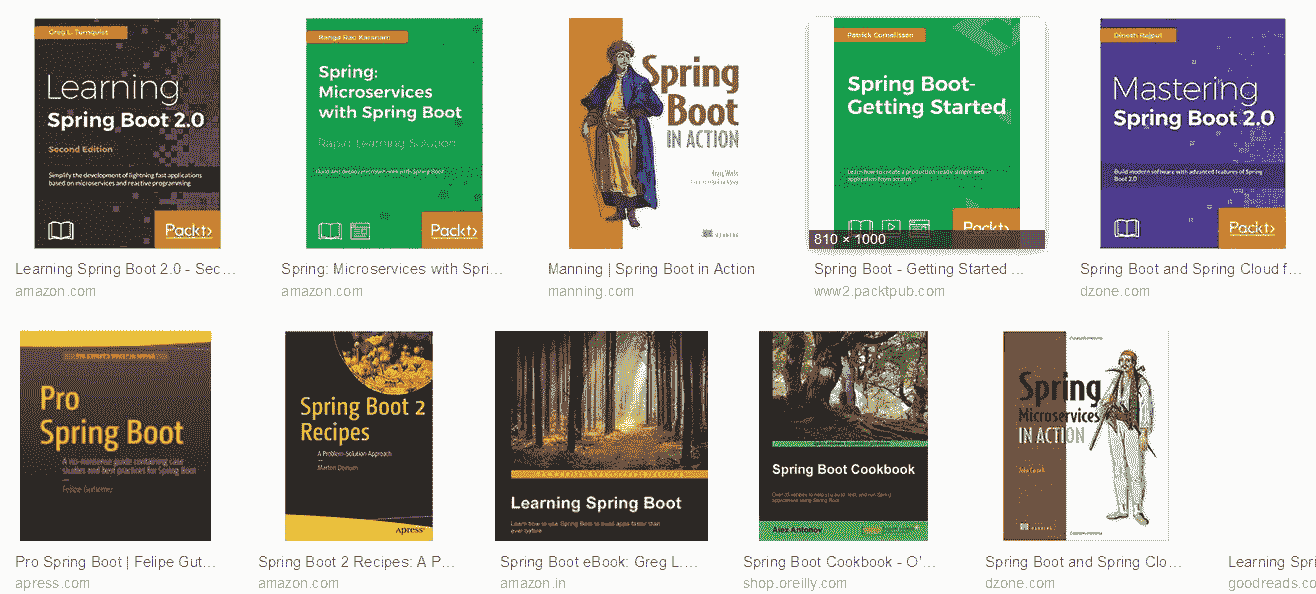 Greg L. Turnquist
Learning
Spring Boot 2.0
Second Edition
Simplify the development of lightning fast applications
based on microservices and reactive programming
Packt>
Learning Spring Boot 2.0 - Sec...
amazon.com
Ranga Rao Karanam
Spring:
Microservices
with Spring Boot
Rapid Learning Solution
Build and deploy microservices with Spring Boot
Packt>
Spring: Microservices with Spri...
amazon.com
Spring
Boot
IN ACTION
Craig Walls
MANNING
Manning | Spring Boot in Action
manning.com
Patrick Cornelissen
Spring Boot-
Getting Started
Learn how to create a production-ready simple web
application from scratch
Packt>
810 × 1000
Spring Boot - Getting Started ...
www2.packtpub.com
Dinesh Rajput
Mastering
Spring Boot 2.0
Build modern software with advanced features of Spring
Boot 2.0
Packt>
Spring Boot and Spring Cloud f...
dzone.com
Pro
Spring Boot
A no-nonsense guide containing case
studies and best practices for Spring Boot
Felipe Gutierrez
Pro Spring Boot | Felipe Gut...
apress.com
Spring Boot 2
Recipes
A Problem-Solution Approach
Marten Deinum
Apress®
Spring Boot 2 Recipes: A P...
amazon.com
Learning Spring Boot
Learn how to use Spring Boot to build apps faster than
ever before
Spring Boot eBook: Greg L....
amazon.in
Spring Boot Cookbook
Over 35 recipes to help you build, test, and run Spring
applications using Spring Boot
Alex Antonov
Spring Boot Cookbook - O'...
shop.oreilly.com
Spring
Microservices
IN ACTION
John Carnell
MANNING
Spring Boot and Spring Clo...
dzone.com
Learning Spri
goodreads.co